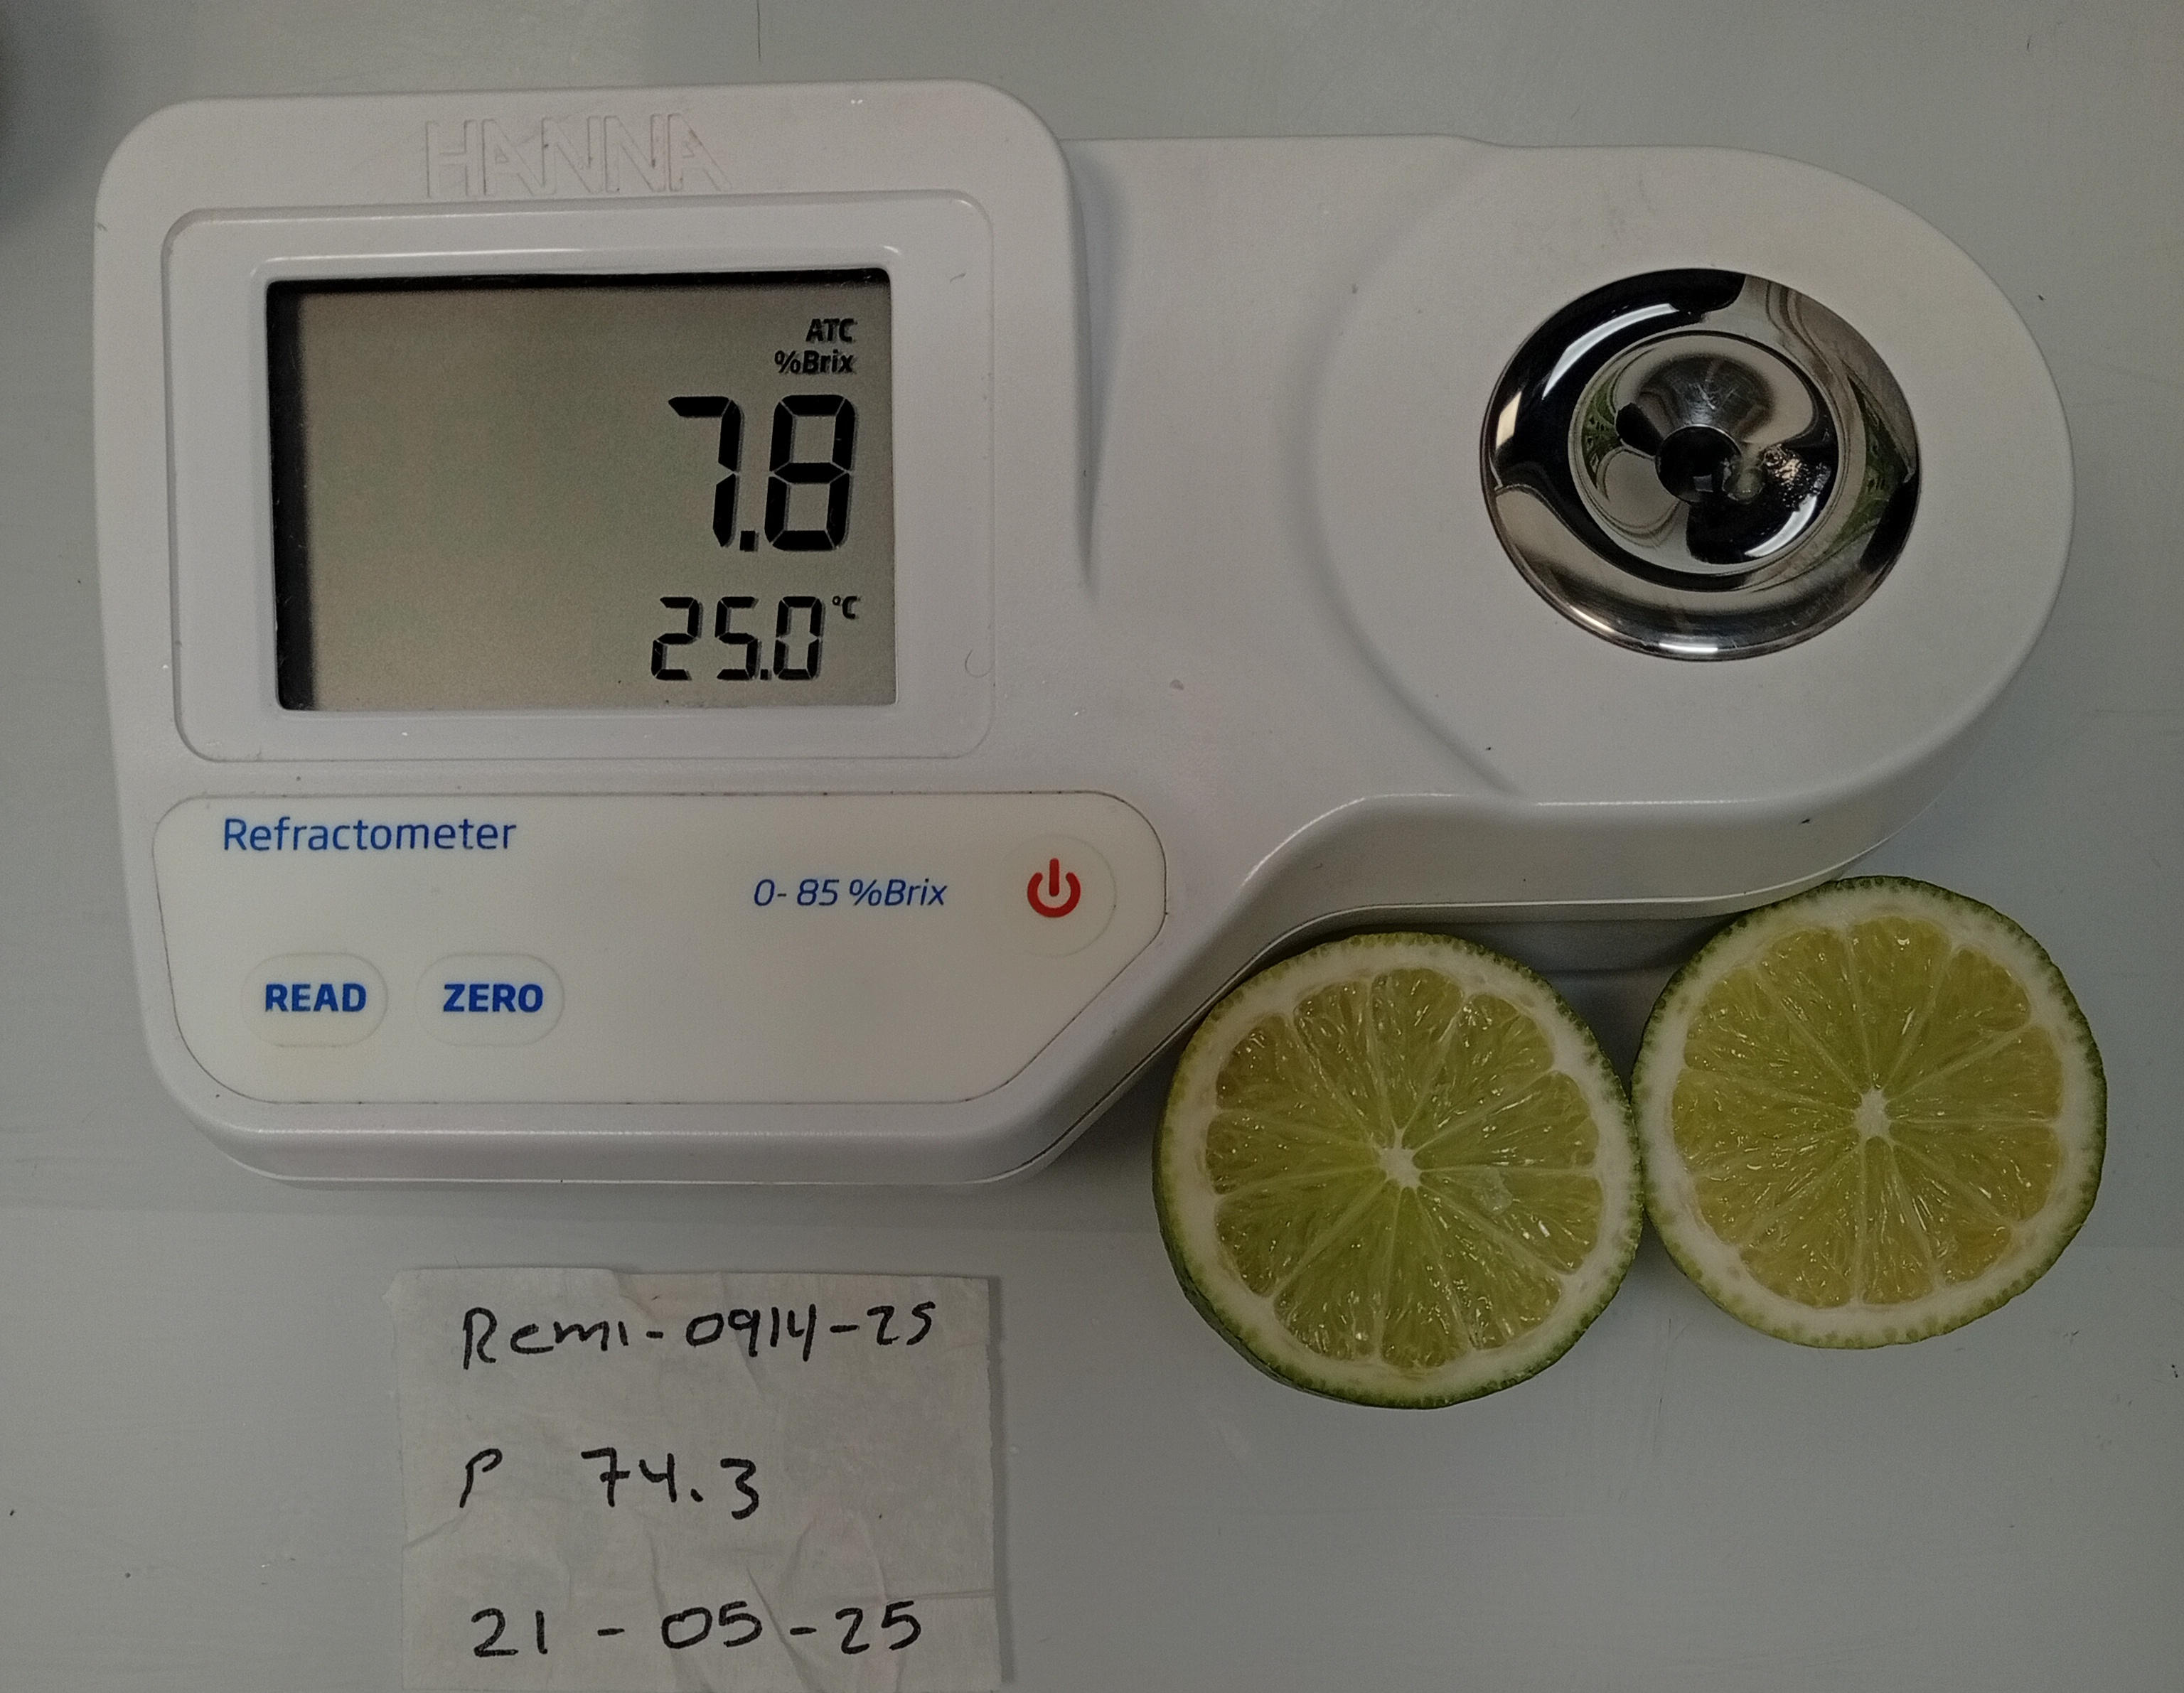 HANNA
ATC
%Brix
7.8
25.0 °C
Refractometer
0-85 %Brix
READ ZERO
Remi-0914-25
P 74.3
21-05-25